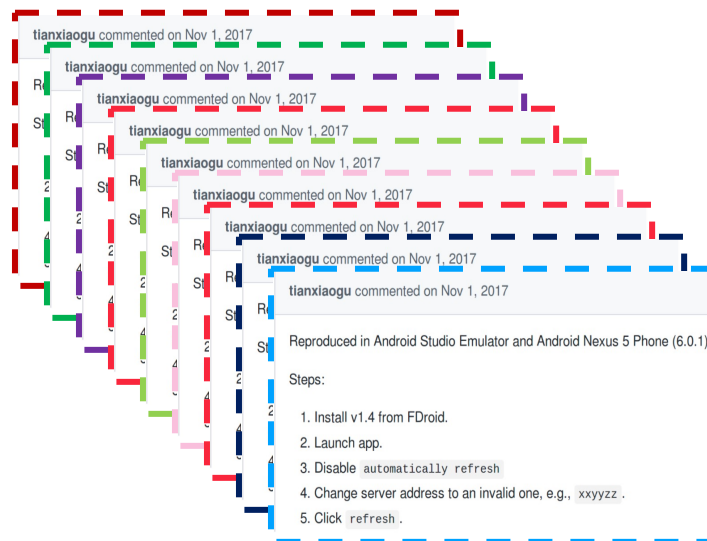 tianxiaogu commented on Nov 1, 2017
tianxiaogu commented on Nov 1, 2017
tianxiaogu commented on Nov 1, 2017
tianxiaogu commented on Nov 1, 2017
tianxiaogu commented on Nov 1, 2017
tianxiaogu commented on Nov 1, 2017
tianxiaogu commented on Nov 1, 2017
tianxiaogu commented on Nov 1, 2017
tianxiaogu commented on Nov 1, 2017
Reproduced in Android Studio Emulator and Android Nexus 5 Phone (6.0.1)
Steps:
1. Install v1.4 from FDroid.
2. Launch app.
3. Disable automatically refresh
4. Change server address to an invalid one, e.g., xxyyzz .
5. Click refresh .